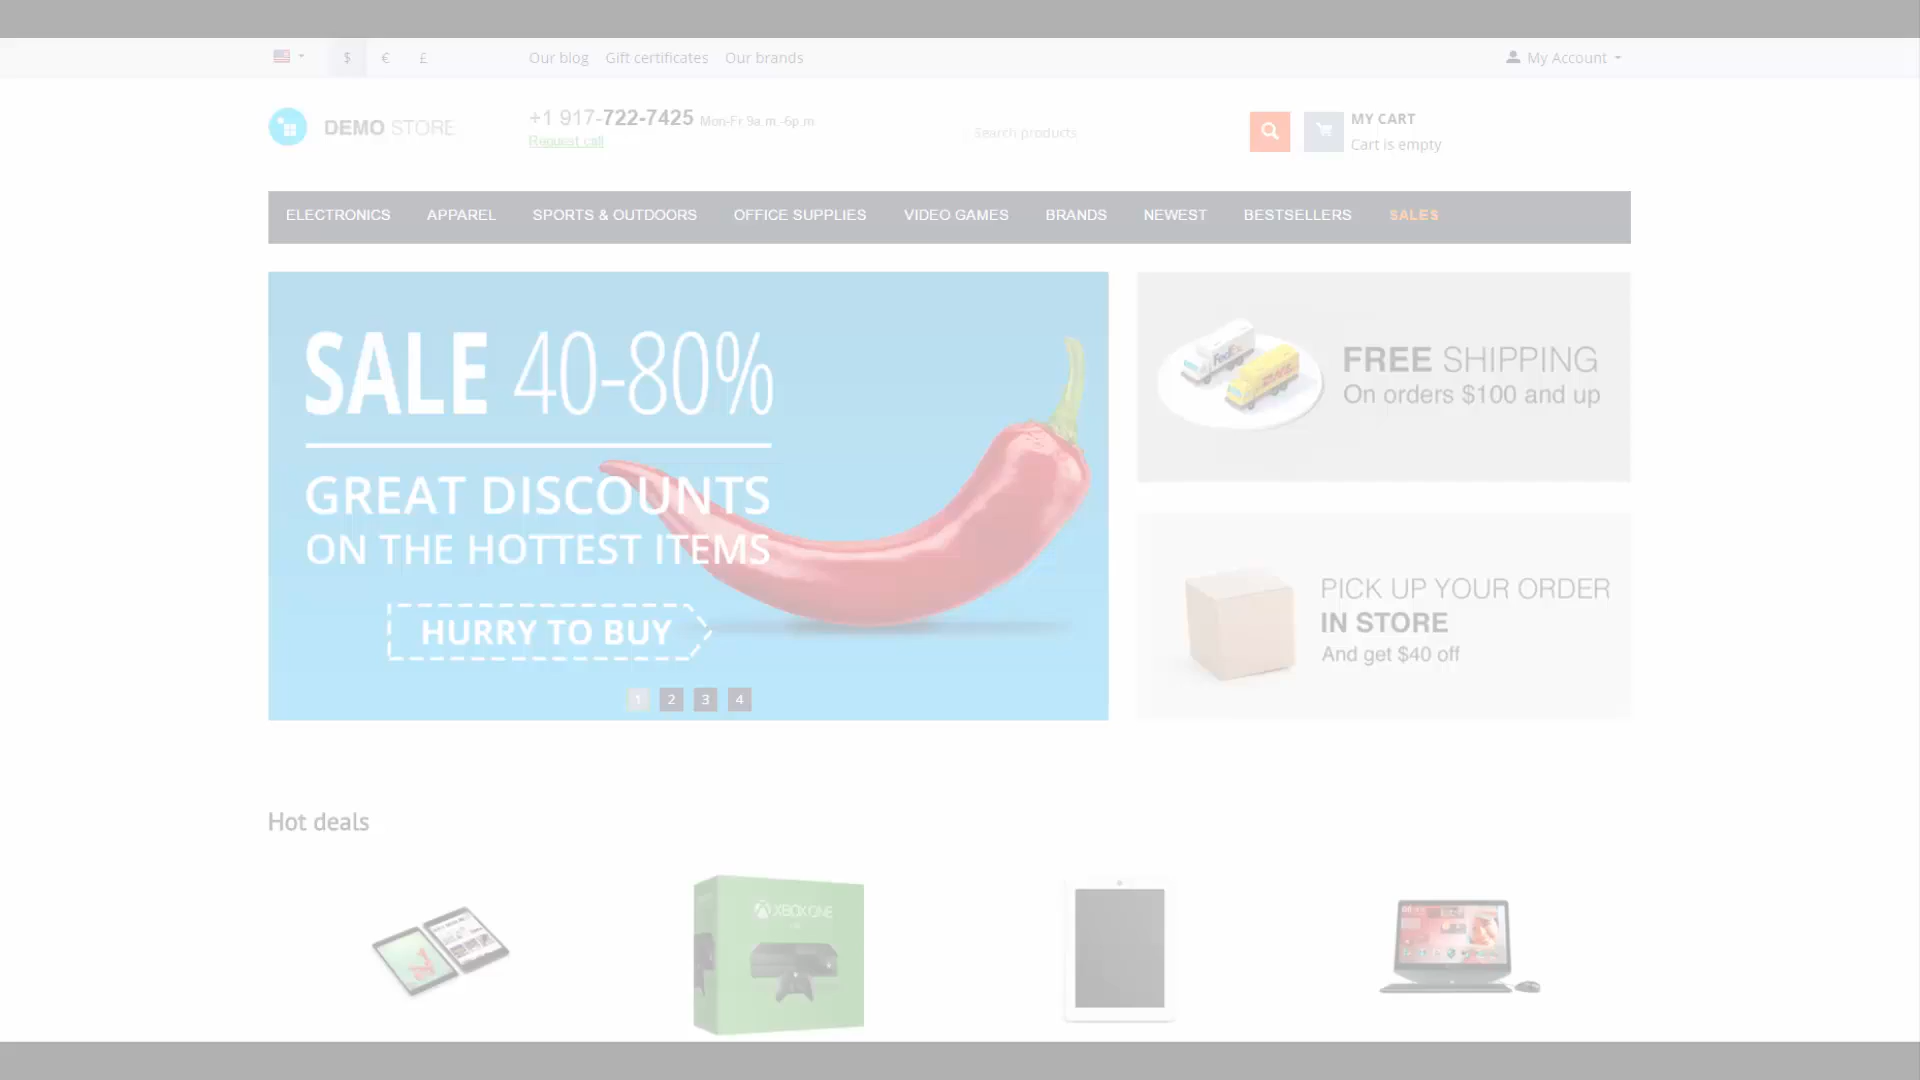 $ € £ Our blog Gift certificates Our brands My Account
DEMO STORE
+1 917-722-7425 Mon-Fr 9a.m.-6p.m
Request call
Search products
MY CART
Cart is empty
ELECTRONICS APPAREL SPORTS & OUTDOORS OFFICE SUPPLIES VIDEO GAMES BRANDS NEWEST BESTSELLERS SALES
SALE 40-80%
GREAT DISCOUNTS
ON THE HOTTEST ITEMS
HURRY TO BUY
1 2 3 4
FedEx
DHL
FREE SHIPPING
On orders $100 and up
PICK UP YOUR ORDER
IN STORE
And get $40 off
Hot deals
XBOX ONE